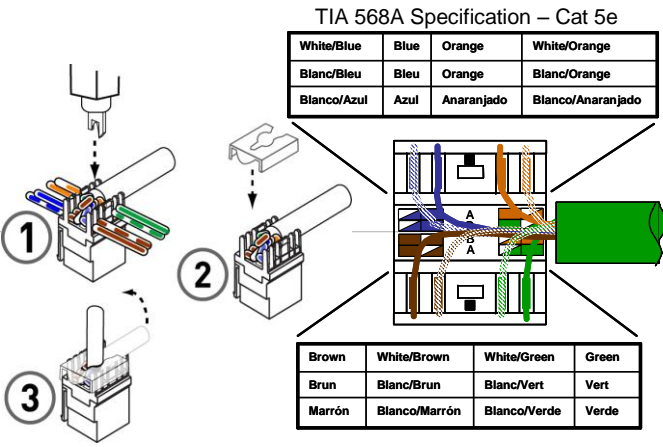 TIA 568A Specification – Cat 5e
White/Blue Blue Orange White/Orange
Blanc/Bleu Bleu Orange Blanc/Orange
Blanco/Azul Azul Anaranjado Blanco/Anaranjado
1
2
3
A
B
B
A
Brown White/Brown White/Green Green
Brun Blanc/Brun Blanc/Vert Vert
Marrón Blanco/Marrón Blanco/Verde Verde